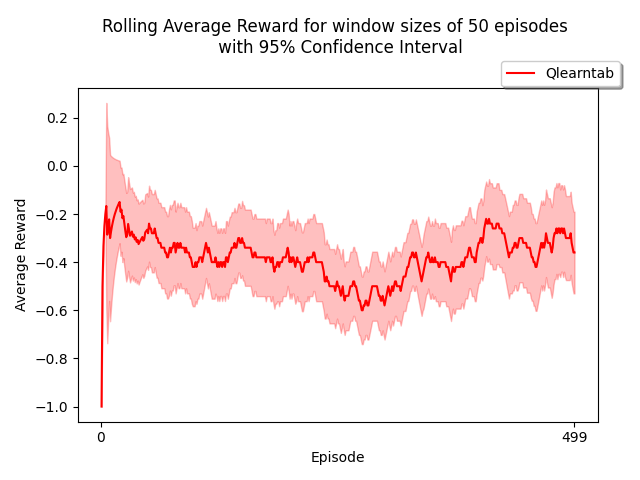 Rolling Average Reward for window sizes of 50 episodes
with 95% Confidence Interval
Qlearntab
0.2
0.0
−0.2
−0.4
−0.6
−0.8
−1.0
Average Reward
0
499
Episode